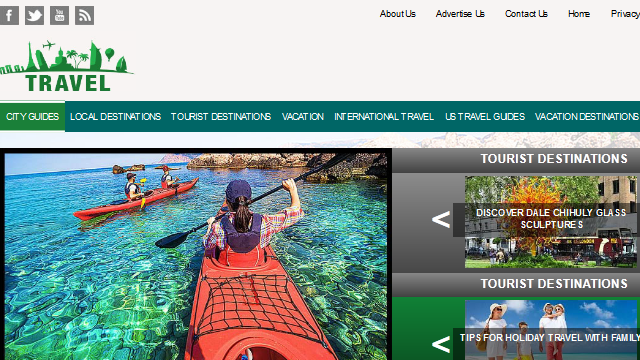 About Us Advertise Us Contact Us Home Privacy
TRAVEL
CITY GUIDES LOCAL DESTINATIONS TOURIST DESTINATIONS VACATION INTERNATIONAL TRAVEL US TRAVEL GUIDES VACATION DESTINATIONS
TOURIST DESTINATIONS
< DISCOVER DALE CHIHULY GLASS
SCULPTURES
TOURIST DESTINATIONS
< TIPS FOR HOLIDAY TRAVEL WITH FAMILY